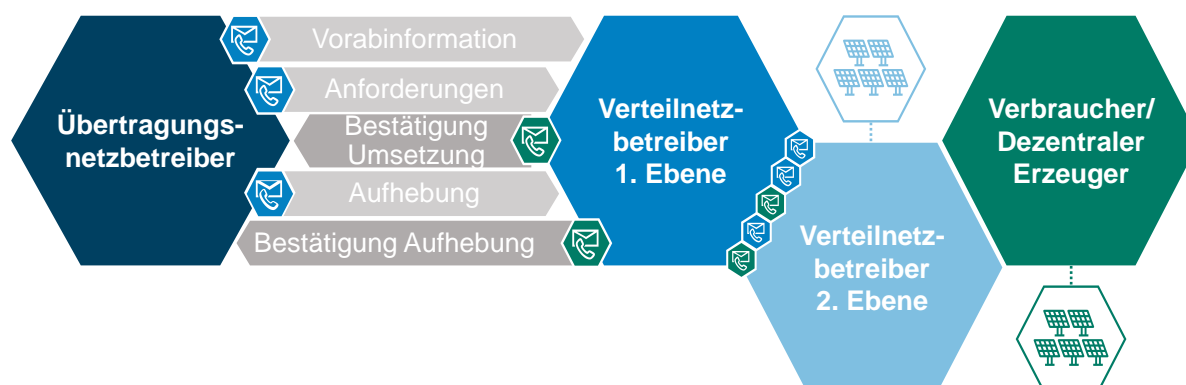 Übertragungs-
netzbetreiber
Vorabinformation
Anforderungen
Bestätigung
Umsetzung
Aufhebung
Bestätigung Aufhebung
Verteilnetz-
betreiber
1. Ebene
Verteilnetz-
betreiber
2. Ebene
Verbraucher/
Dezentraler
Erzeuger